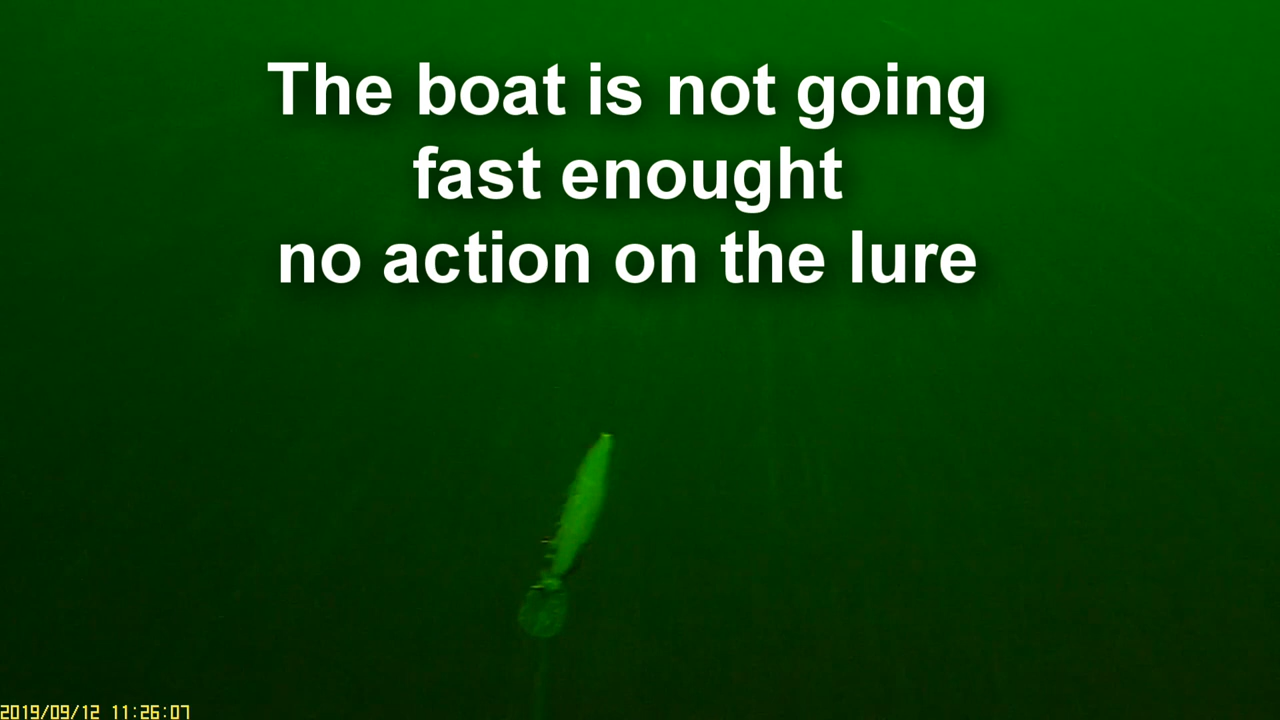 The boat is not going
fast enought
no action on the lure
2019/09/12 11:26:07